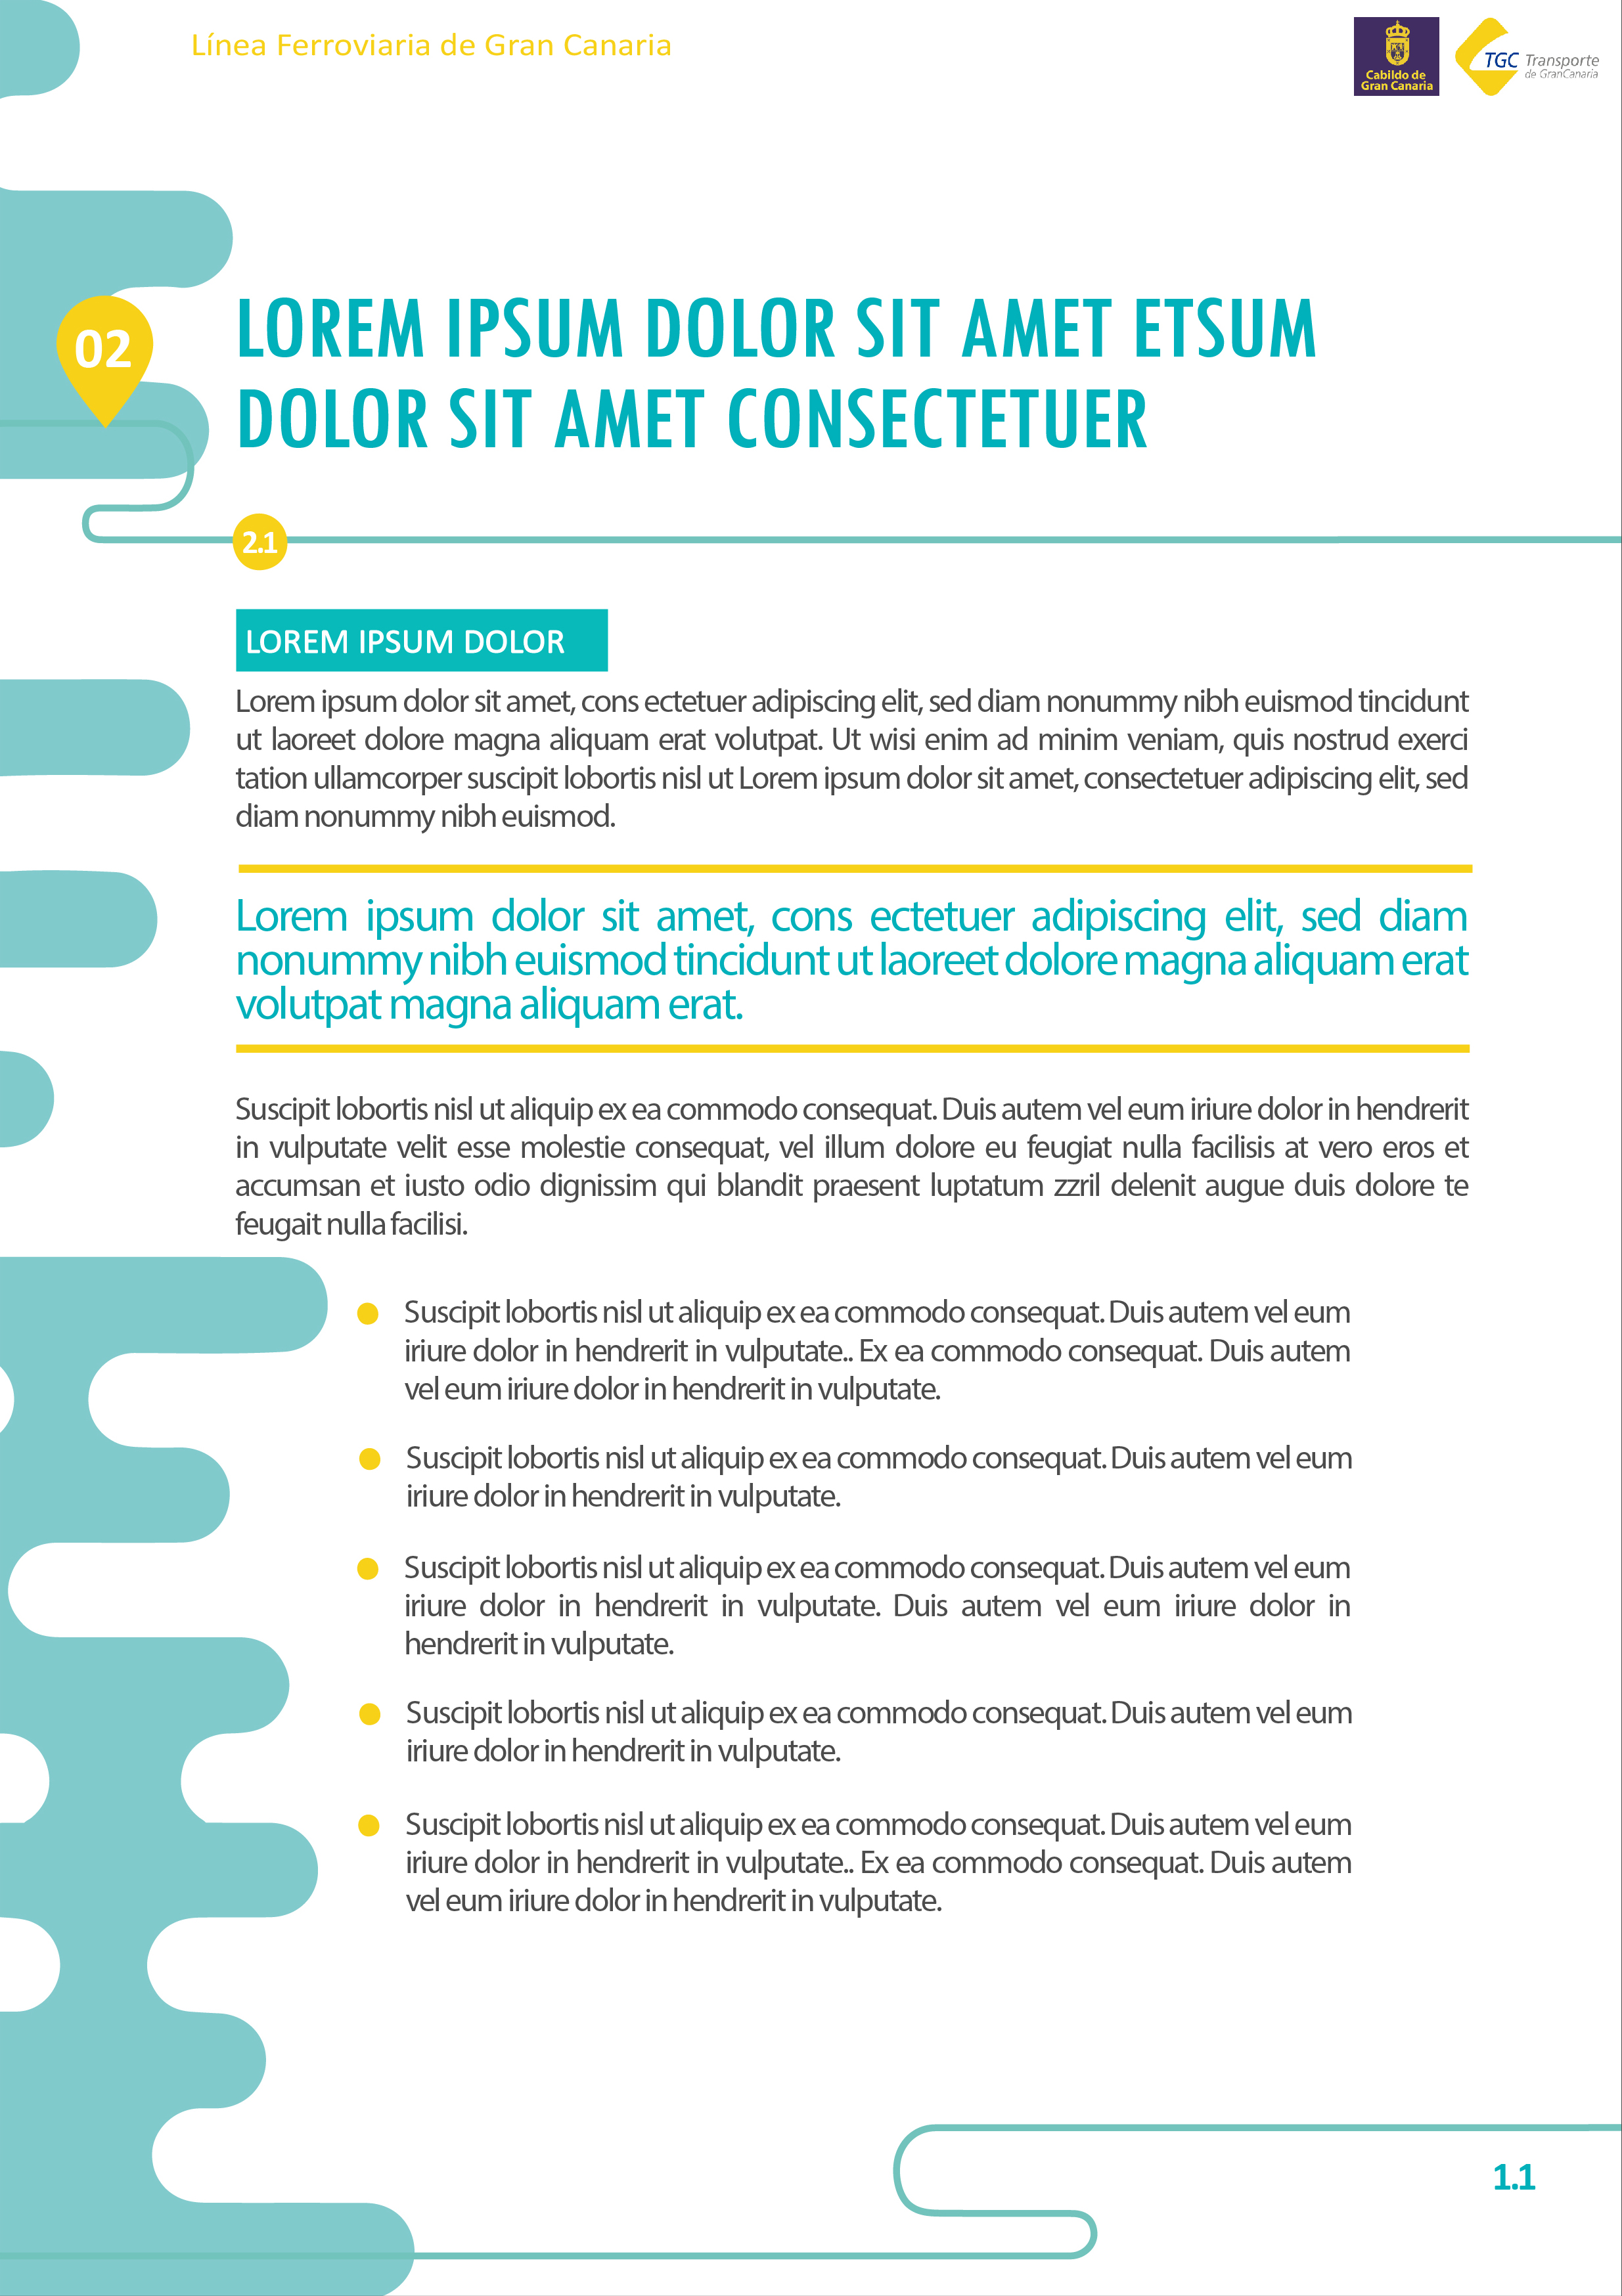 Línea Ferroviaria de Gran Canaria
Cabildo de
Gran Canaria
TGC Transporte
de GranCanaria
02
LOREM IPSUM DOLOR SIT AMET ETSUM
DOLOR SIT AMET CONSECTETUER
2.1
LOREM IPSUM DOLOR
Lorem ipsum dolor sit amet, cons ectetuer adipiscing elit, sed diam nonummy nibh euismod tincidunt
ut laoreet dolore magna aliquam erat volutpat. Ut wisi enim ad minim veniam, quis nostrud exerci
tation ullamcorper suscipit lobortis nisl ut Lorem ipsum dolor sit amet, consectetuer adipiscing elit, sed
diam nonummy nibh euismod.
Lorem ipsum dolor sit amet, cons ectetuer adipiscing elit, sed diam
nonummy nibh euismod tincidunt ut laoreet dolore magna aliquam erat
volutpat magna aliquam erat.
Suscipit lobortis nisl ut aliquip ex ea commodo consequat. Duis autem vel eum iriure dolor in hendrerit
in vulputate velit esse molestie consequat, vel illum dolore eu feugiat nulla facilisis at vero eros et
accumsan et iusto odio dignissim qui blandit praesent luptatum zzril delenit augue duis dolore te
feugait nulla facilisi.
Suscipit lobortis nisl ut aliquip ex ea commodo consequat. Duis autem vel eum
iriure dolor in hendrerit in vulputate.. Ex ea commodo consequat. Duis autem
vel eum iriure dolor in hendrerit in vulputate.
Suscipit lobortis nisl ut aliquip ex ea commodo consequat. Duis autem vel eum
iriure dolor in hendrerit in vulputate.
Suscipit lobortis nisl ut aliquip ex ea commodo consequat. Duis autem vel eum
iriure dolor in hendrerit in vulputate. Duis autem vel eum iriure dolor in
hendrerit in vulputate.
Suscipit lobortis nisl ut aliquip ex ea commodo consequat. Duis autem vel eum
iriure dolor in hendrerit in vulputate.
Suscipit lobortis nisl ut aliquip ex ea commodo consequat. Duis autem vel eum
iriure dolor in hendrerit in vulputate.. Ex ea commodo consequat. Duis autem
vel eum iriure dolor in hendrerit in vulputate.
1.1